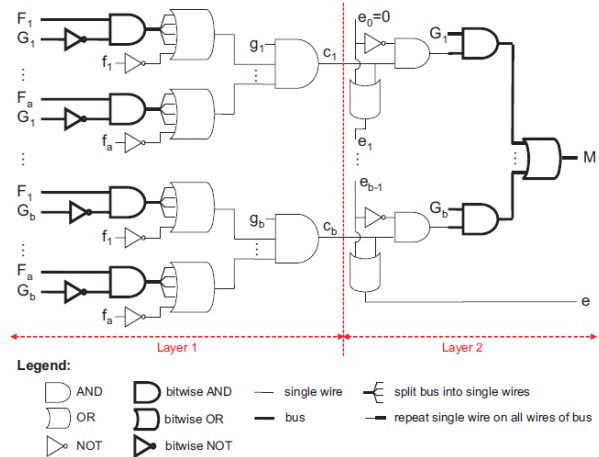 F1
G1
f1
g1
c1
e0=0
G1
Fa
G1
fa
e1
M
F1
Gb
f1
gb
cb
eb-1
Gb
Fa
Gb
fa
e
Layer 1
Layer 2
Legend:
AND
bitwise AND
single wire
split bus into single wires
OR
bitwise OR
bus
repeat single wire on all wires of bus
NOT
bitwise NOT